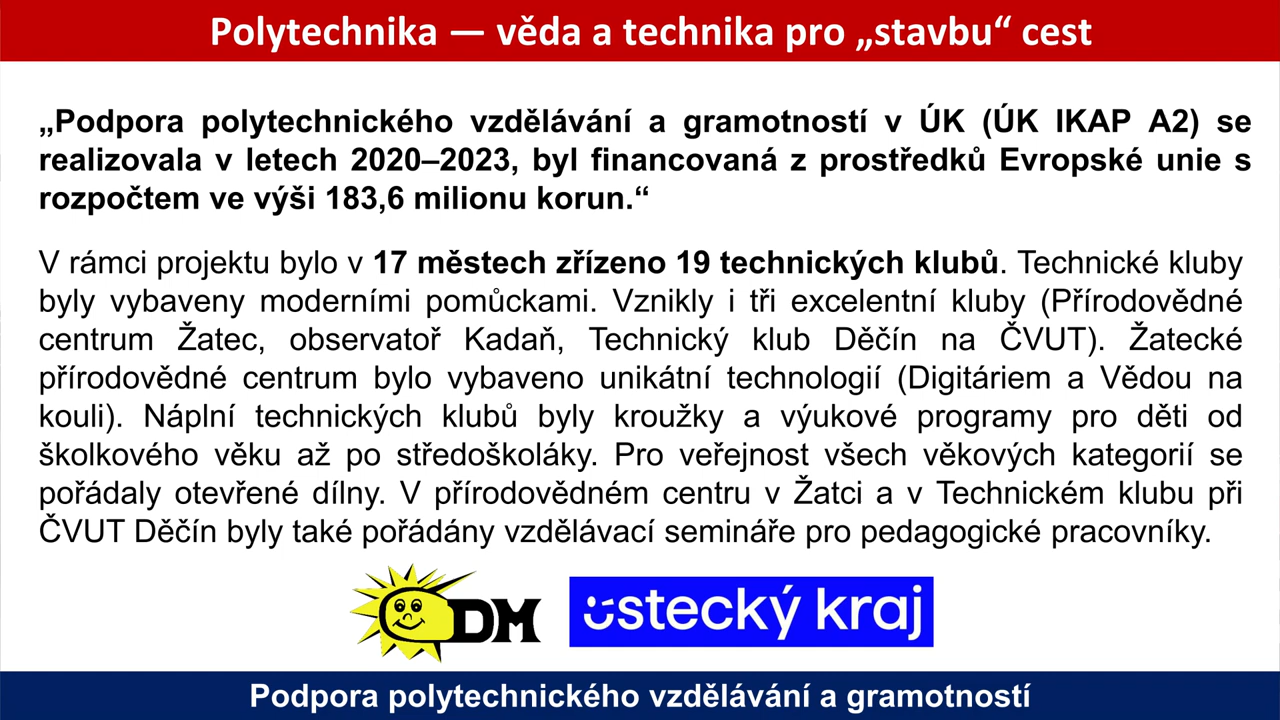 Polytechnika — věda a technika pro „stavbu“ cest
„Podpora polytechnického vzdělávání a gramotností v ÚK (ÚK IKAP A2) se
realizovala v letech 2020–2023, byl financovaná z prostředků Evropské unie s
rozpočtem ve výši 183,6 milionu korun.“
V rámci projektu bylo v 17 městech zřízeno 19 technických klubů. Technické kluby
byly vybaveny moderními pomůckami. Vznikly i tři excelentní kluby (Přírodovědné
centrum Žatec, observatoř Kadaň, Technický klub Děčín na ČVUT). Žatecké
přírodovědné centrum bylo vybaveno unikátní technologií (Digitáriem a Vědou na
kouli). Náplní technických klubů byly kroužky a výukové programy pro děti od
školkového věku až po středoškoláky. Pro veřejnost všech věkových kategorií se
pořádaly otevřené dílny. V přírodovědném centru v Žatci a v Technickém klubu při
ČVUT Děčín byly také pořádány vzdělávací semináře pro pedagogické pracovníky.
DDM
ústecký kraj
Podpora polytechnického vzdělávání a gramotností